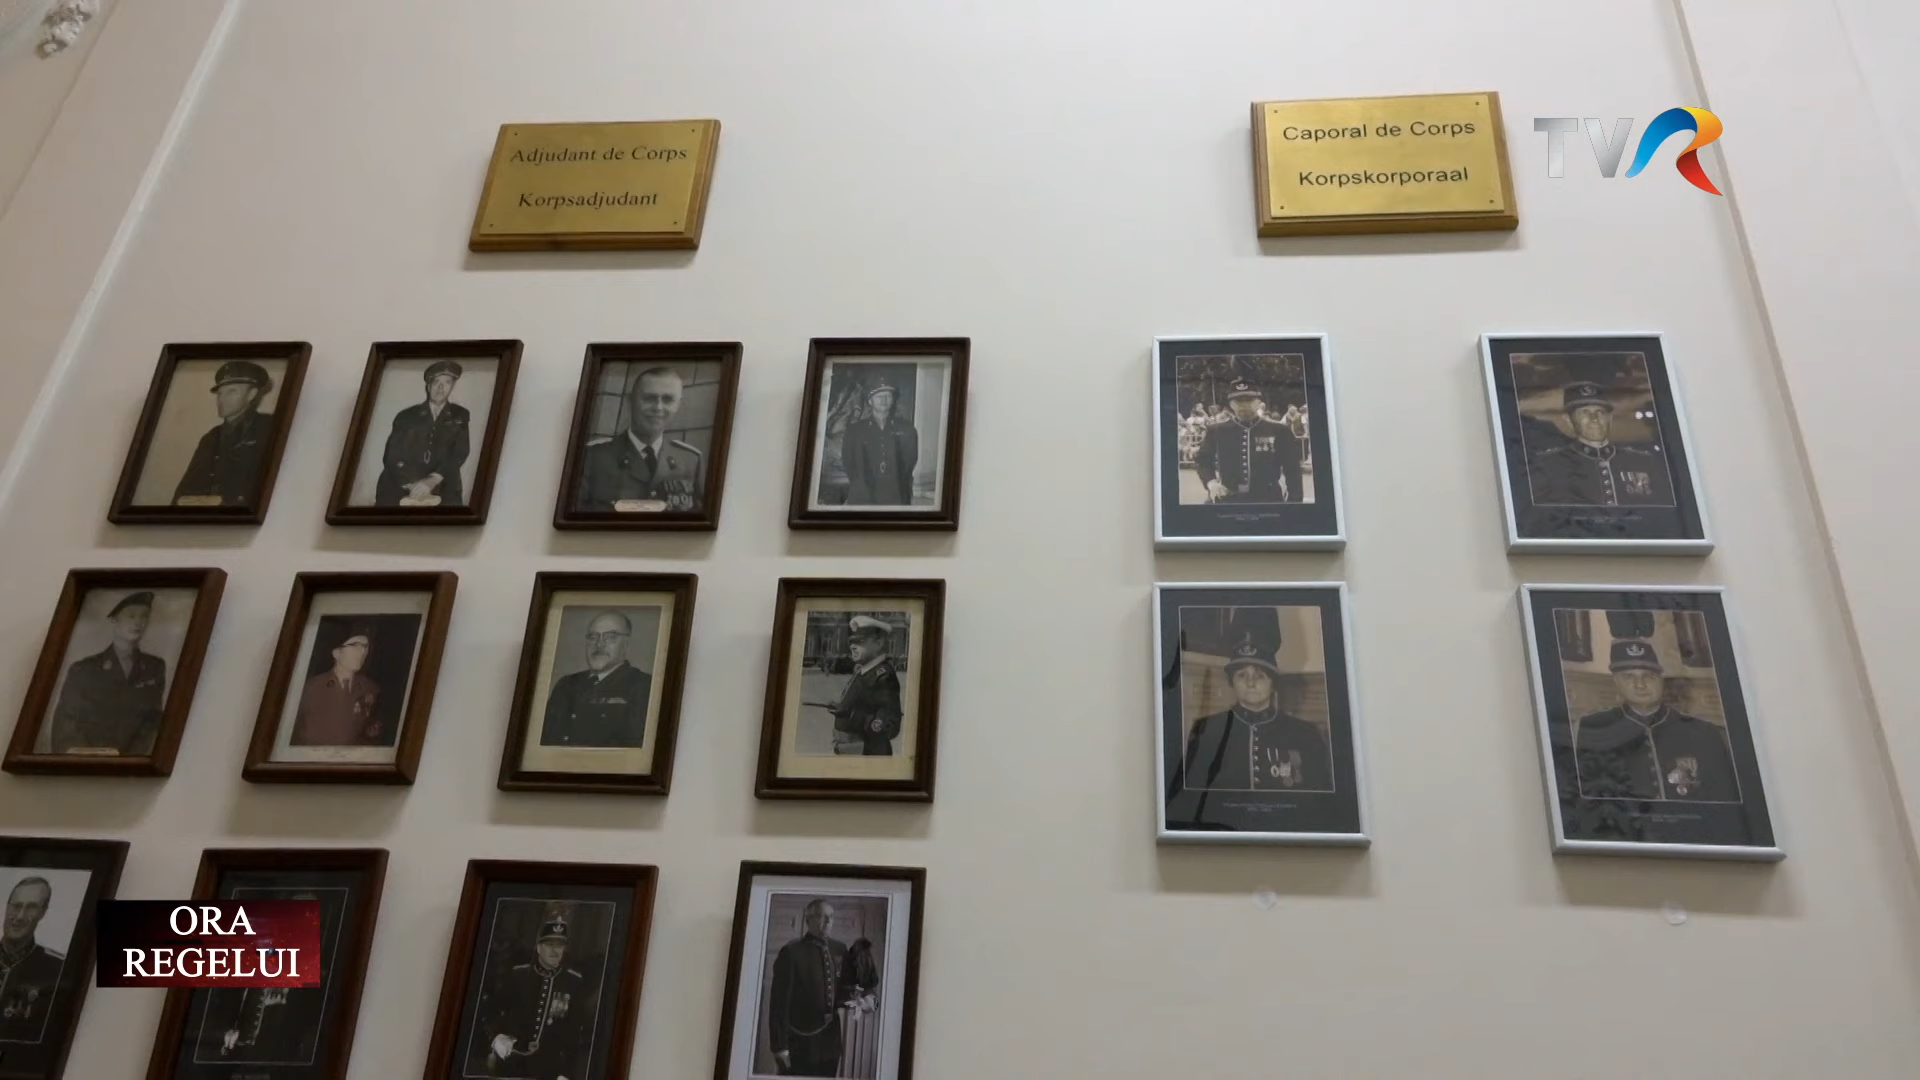 Adjudant de Corps
Korpsadjudant
Caporal de Corps
Korpskorporaal
TVR
ORA
REGELUI